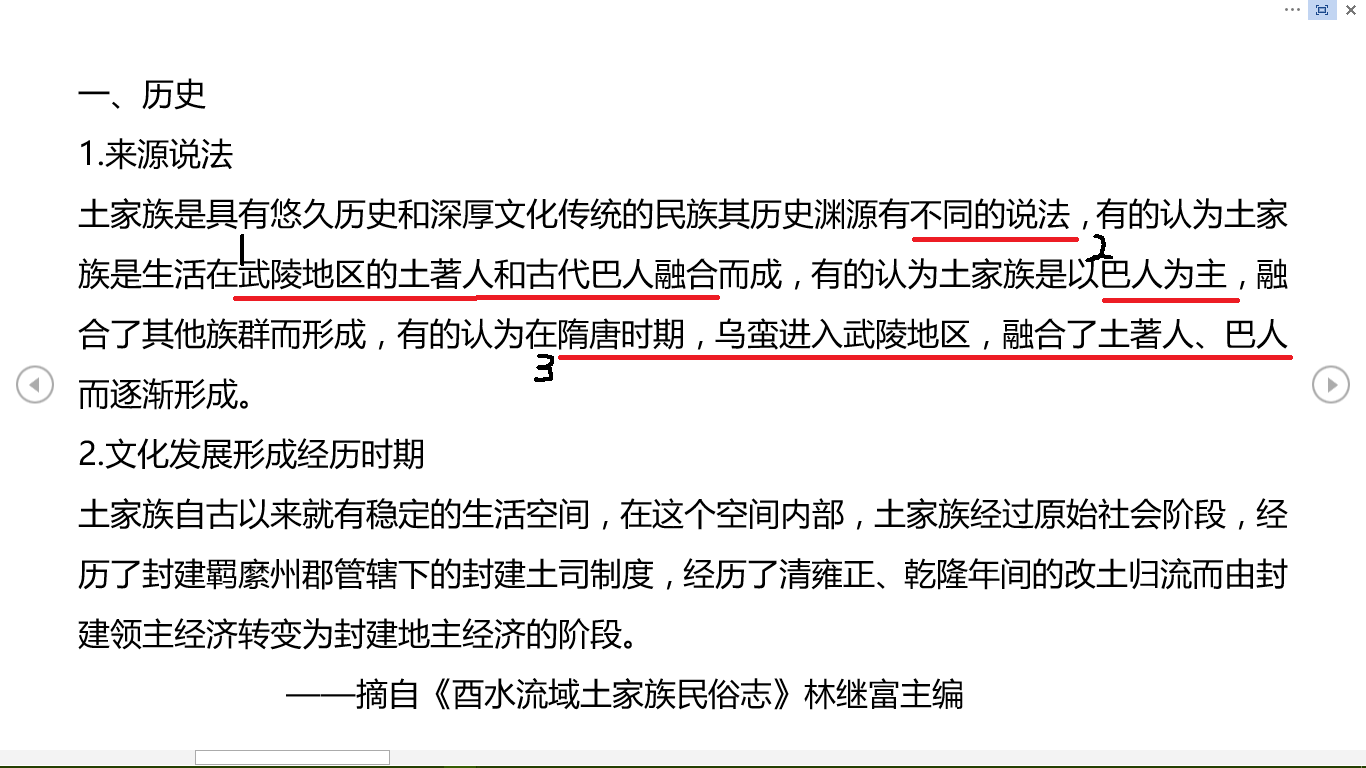 一、历史
1.来源说法
土家族是具有悠久历史和深厚文化传统的民族其历史渊源有不同的说法，有的认为土家
1
2
族是生活在武陵地区的土著人和古代巴人融合而成，有的认为土家族是以巴人为主，融
合了其他族群而形成，有的认为在隋唐时期，乌蛮进入武陵地区，融合了土著人、巴人
3
而逐渐形成。
2.文化发展形成经历时期
土家族自古以来就有稳定的生活空间，在这个空间内部，土家族经过原始社会阶段，经
历了封建羁縻州郡管辖下的封建土司制度，经历了清雍正、乾隆年间的改土归流而由封
建领主经济转变为封建地主经济的阶段。
——摘自《酉水流域土家族民俗志》林继富主编